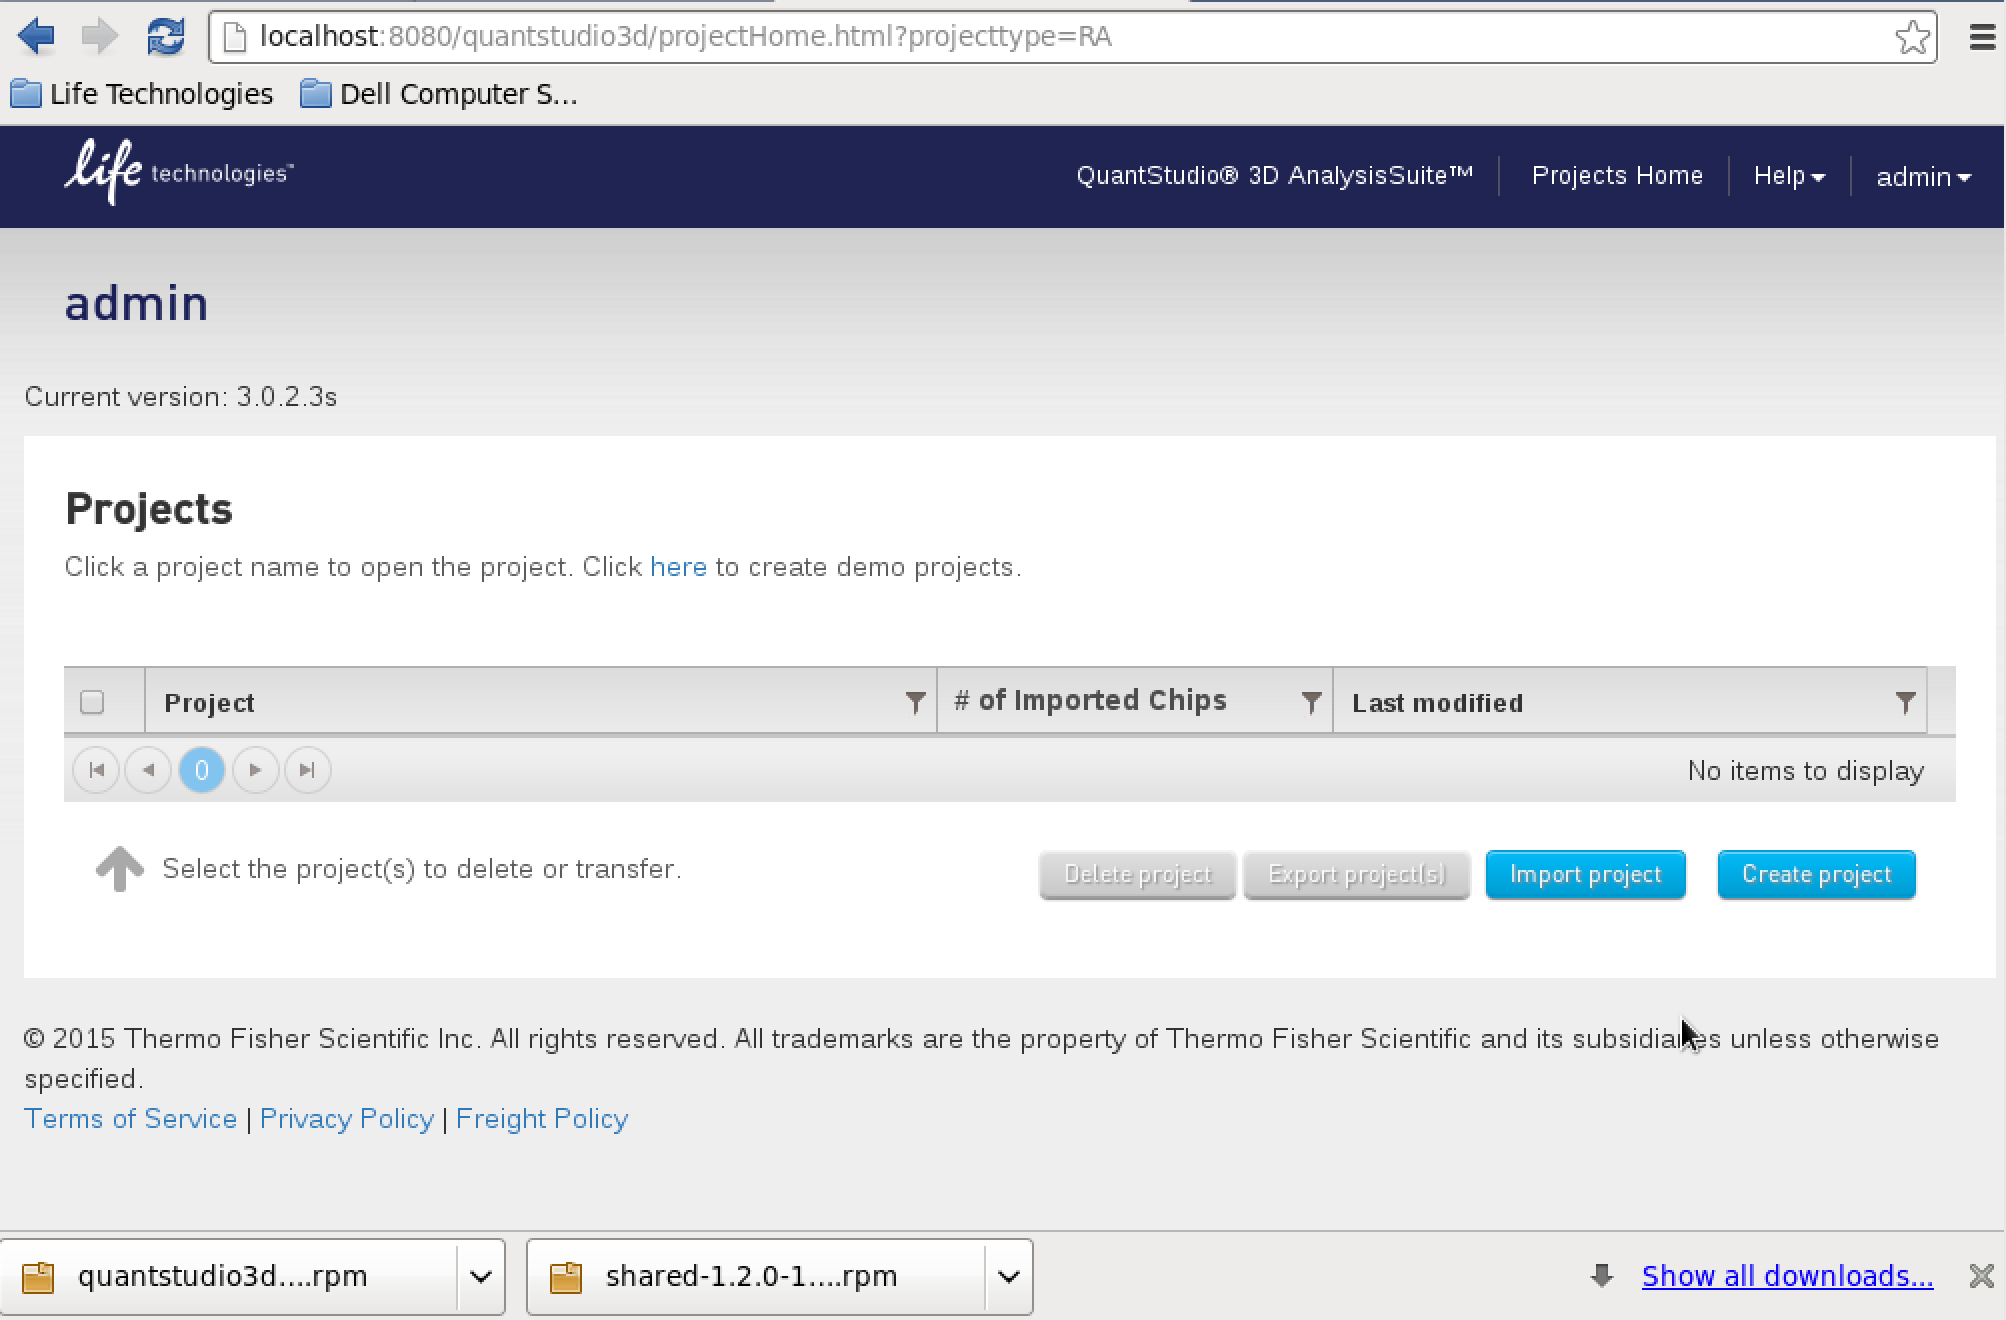 localhost:8080/quantstudio3d/projectHome.html?projecttype=RA
Life Technologies Dell Computer S...
life technologies™ QuantStudio® 3D AnalysisSuite™ Projects Home Help admin
admin
Current version: 3.0.2.3s
Projects
Click a project name to open the project. Click here to create demo projects.
Project # of Imported Chips Last modified
0 No items to display
Select the project(s) to delete or transfer. Delete project Export project(s) Import project Create project
© 2015 Thermo Fisher Scientific Inc. All rights reserved. All trademarks are the property of Thermo Fisher Scientific and its subsidiaries unless otherwise
specified.
Terms of Service | Privacy Policy | Freight Policy
quantstudio3d....rpm shared-1.2.0-1....rpm Show all downloads...